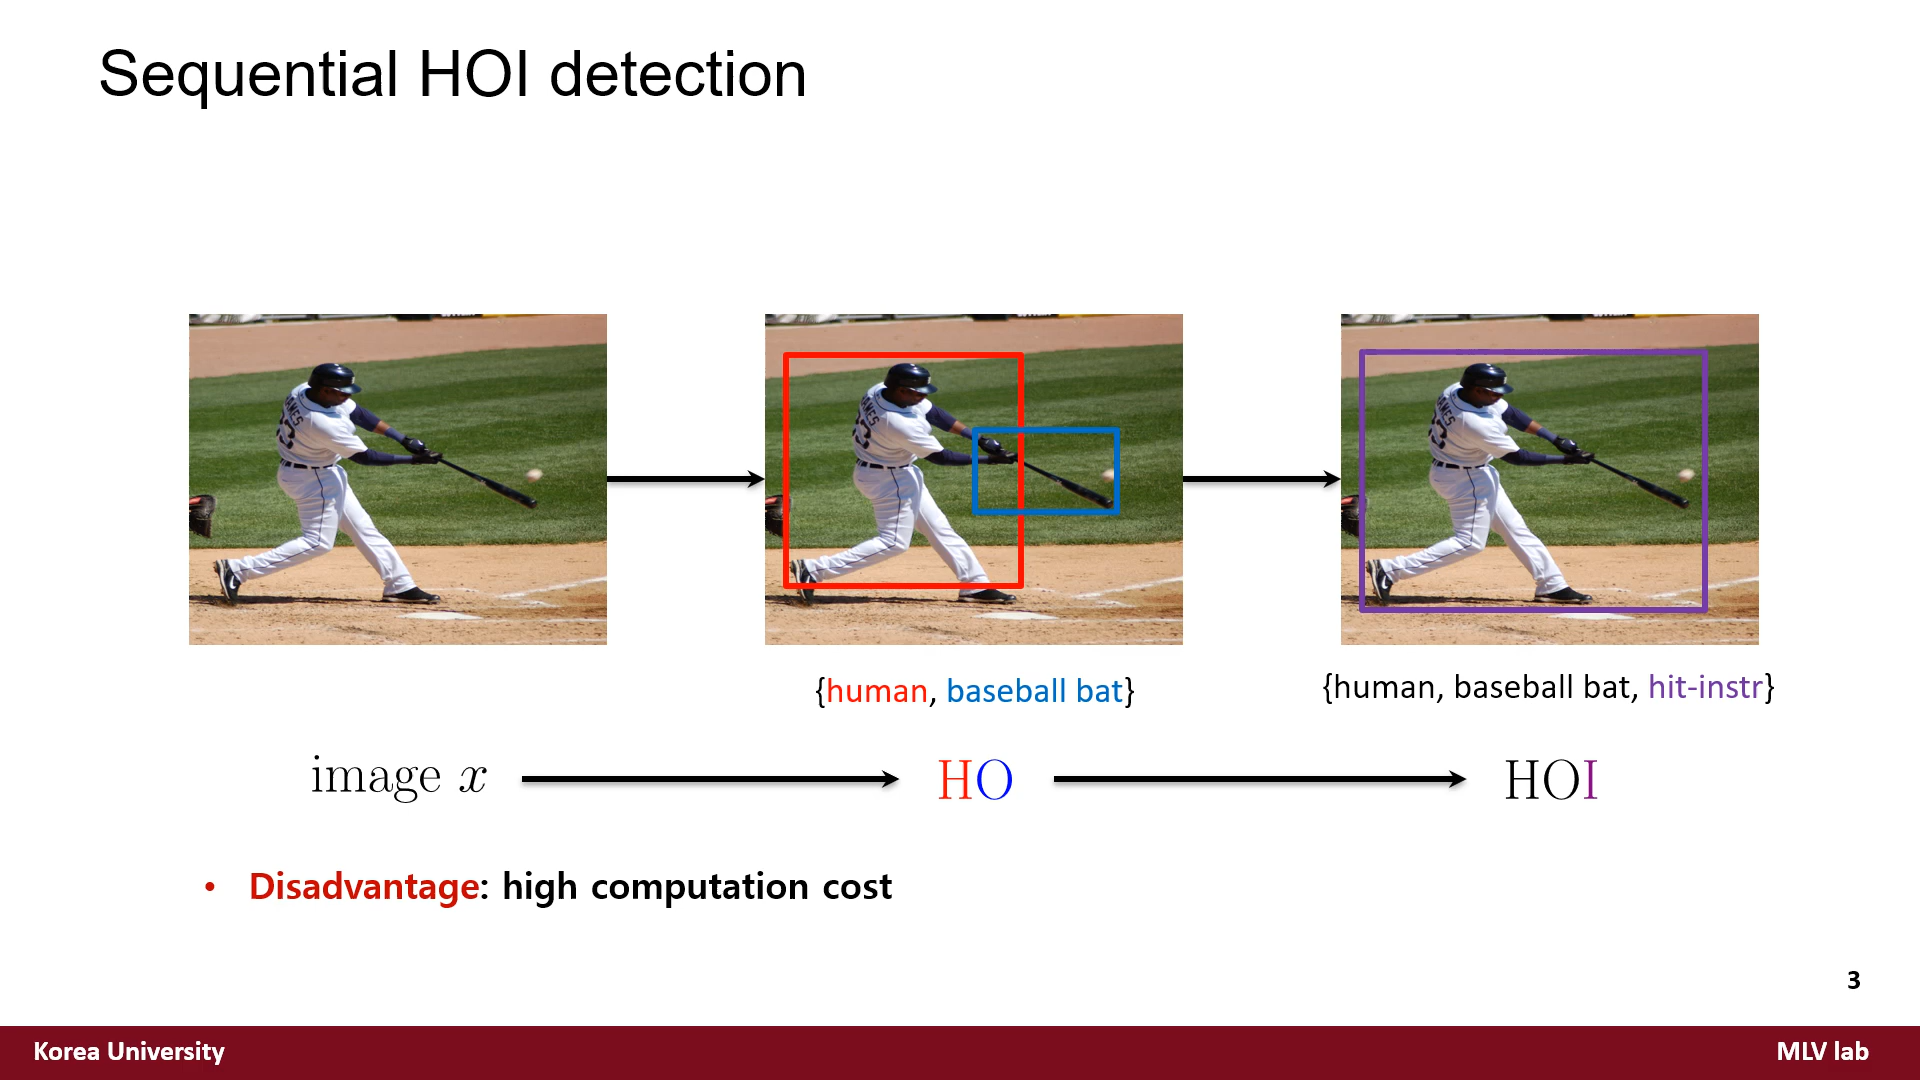 Sequential HOI detection
{human, baseball bat}
{human, baseball bat, hit-instr}
image x
HO
HOI
• Disadvantage: high computation cost
3
Korea University
MLV lab